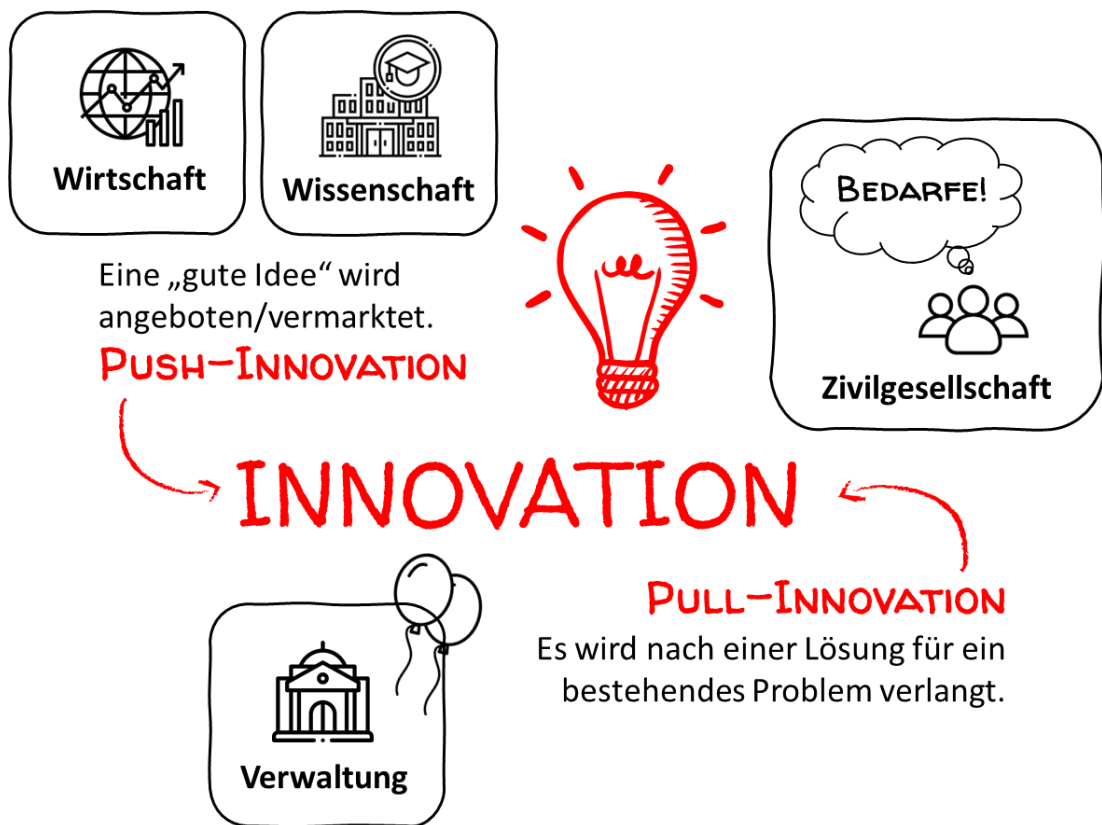 Wirtschaft
Wissenschaft
BEDARFE!
Zivilgesellschaft
Eine „gute Idee“ wird
angeboten/vermarktet.
PUSH-INNOVATION
INNOVATION
PULL-INNOVATION
Es wird nach einer Lösung für ein
bestehendes Problem verlangt.
Verwaltung